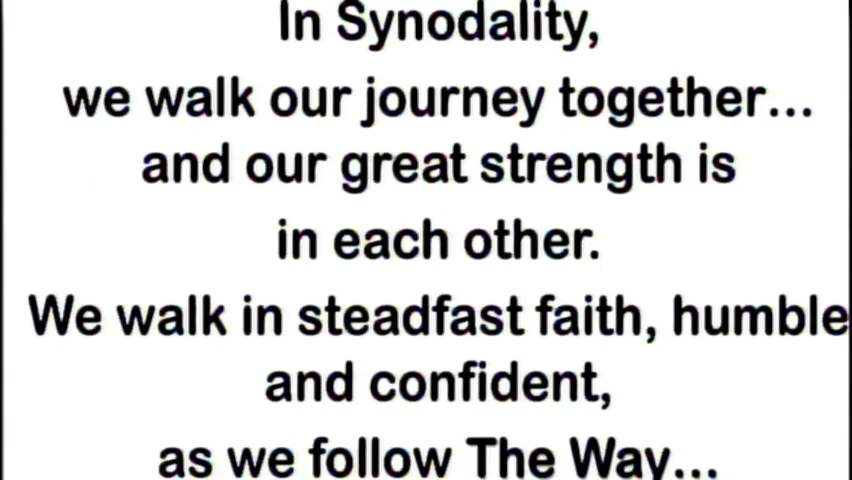 In Synodality,
we walk our journey together...
and our great strength is
in each other.
We walk in steadfast faith, humble
and confident,
as we follow The Way...